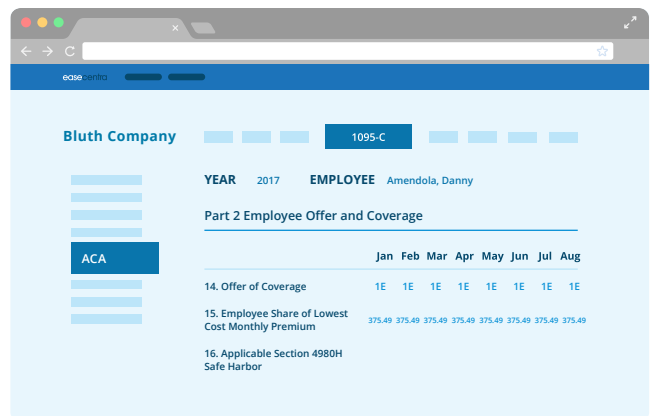 easecentral
Bluth Company
1095-C
YEAR 2017 EMPLOYEE Amendola, Danny
Part 2 Employee Offer and Coverage
ACA
Jan Feb Mar Apr May Jun Jul Aug
14. Offer of Coverage 1E 1E 1E 1E 1E 1E 1E 1E
15. Employee Share of Lowest
Cost Monthly Premium 375.49 375.49 375.49 375.49 375.49 375.49 375.49 375.49
16. Applicable Section 4980H
Safe Harbor